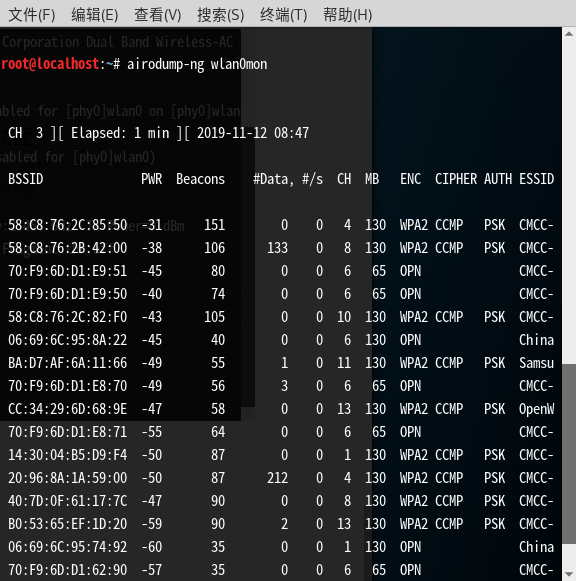 文件(F) 编辑(E) 查看(V) 搜索(S) 终端(T) 帮助(H)
Corporation Dual Band Wireless-AC
root@localhost:~# airodump-ng wlan0mon
abled for [phy0]wlan0 on [phy0]wlan
CH 3 ][ Elapsed: 1 min ][ 2019-11-12 08:47
sabled for [phy0]wlan0)
BSSID PWR Beacons #Data, #/s CH MB ENC CIPHER AUTH ESSID
58:C8:76:2C:85:50 -31 151 0 0 4 130 WPA2 CCMP PSK CMCC-
58:C8:76:2B:42:00 -38 106 133 0 8 130 WPA2 CCMP PSK CMCC-
70:F9:6D:D1:E9:51 -45 80 0 0 6 65 OPN CMCC-
70:F9:6D:D1:E9:50 -40 74 0 0 6 65 OPN CMCC-
58:C8:76:2C:82:F0 -43 105 0 0 10 130 WPA2 CCMP PSK CMCC-
06:69:6C:95:8A:22 -45 40 0 0 6 130 OPN China
BA:D7:AF:6A:11:66 -49 55 1 0 11 130 WPA2 CCMP PSK Samsu
70:F9:6D:D1:E8:70 -49 56 3 0 6 65 OPN CMCC-
CC:34:29:6D:68:9E -47 58 0 0 13 130 WPA2 CCMP PSK OpenW
70:F9:6D:D1:E8:71 -55 64 0 0 6 65 OPN CMCC-
14:30:04:B5:D9:F4 -50 87 0 0 1 130 WPA2 CCMP PSK CMCC-
20:96:8A:1A:59:00 -50 87 212 0 4 130 WPA2 CCMP PSK CMCC-
40:7D:0F:61:17:7C -47 90 0 0 8 130 WPA2 CCMP PSK CMCC-
B0:53:65:EF:1D:20 -59 90 2 0 13 130 WPA2 CCMP PSK CMCC-
06:69:6C:95:74:92 -60 35 0 0 1 130 OPN China
70:F9:6D:D1:62:90 -57 35 0 0 6 65 OPN CMCC-